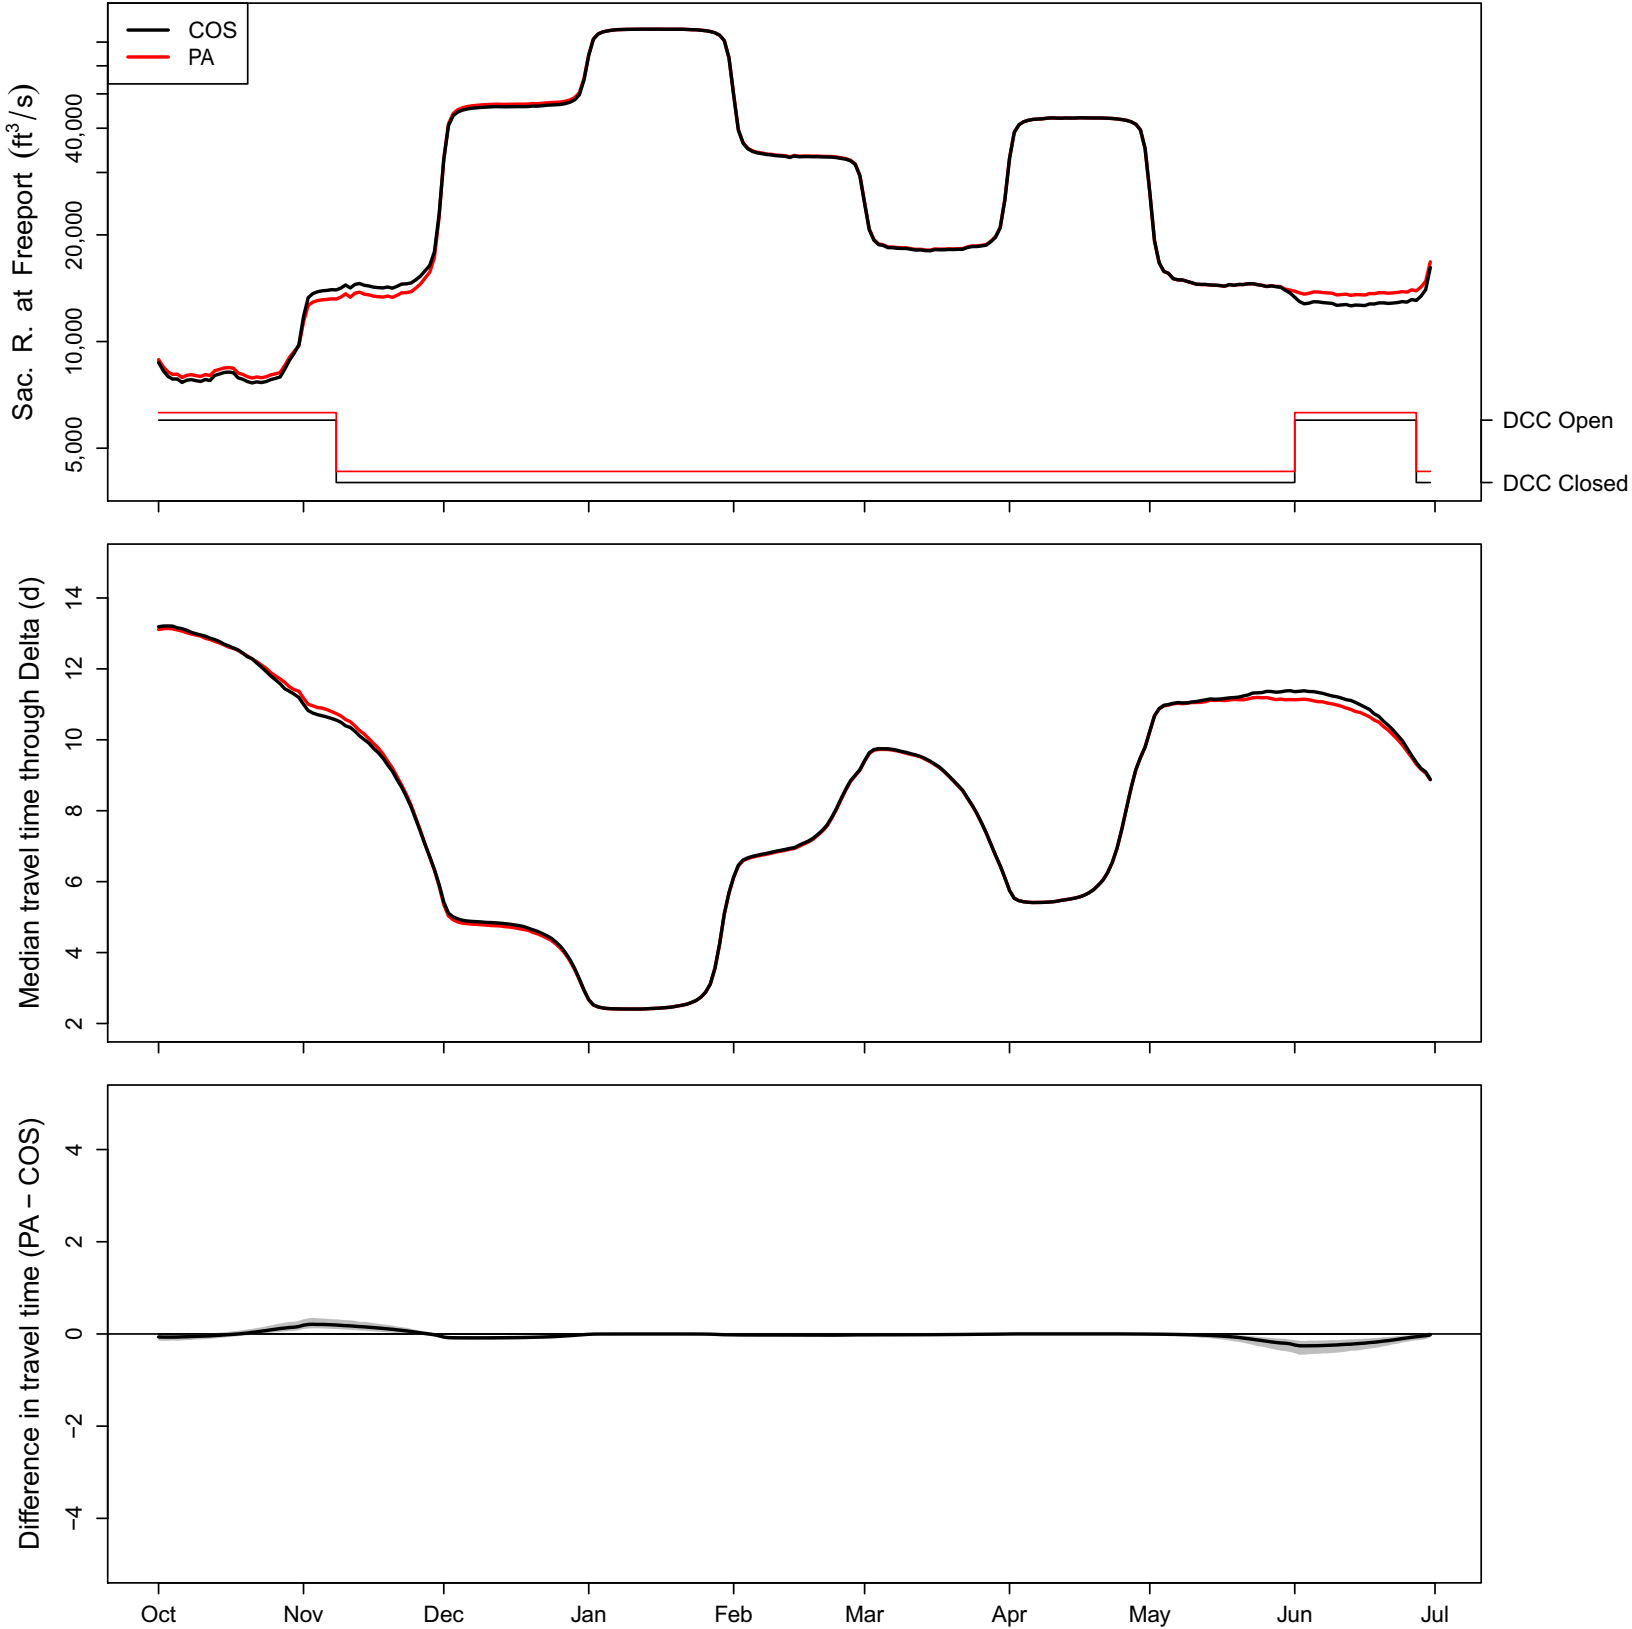 COS
PA
Sac. R. at Freeport (ft³/s)
40,000
20,000
10,000
5,000
DCC Open
DCC Closed
Median travel time through Delta (d)
14
12
10
8
6
4
2
Difference in travel time (PA − COS)
4
2
0
−2
−4
Oct Nov Dec Jan Feb Mar Apr May Jun Jul